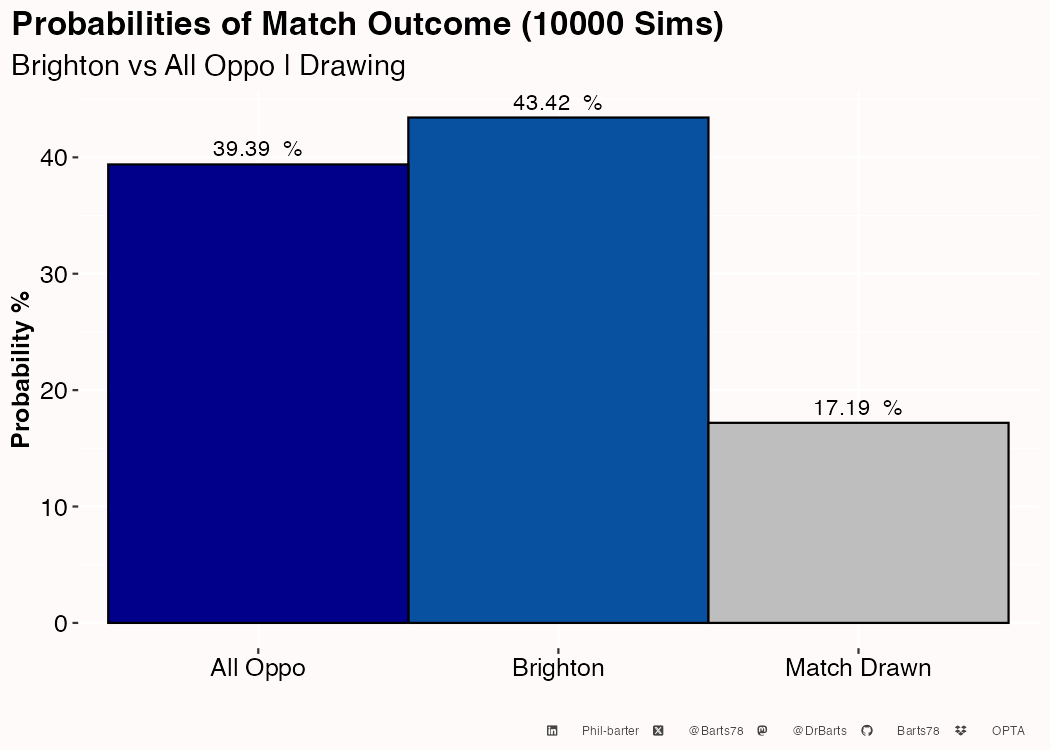 Probabilities of Match Outcome (10000 Sims)
Brighton vs All Oppo | Drawing
Probability %
40
30
20
10
0
39.39 %
43.42 %
17.19 %
All Oppo
Brighton
Match Drawn
Phil-barter @Barts78 @DrBarts Barts78 OPTA